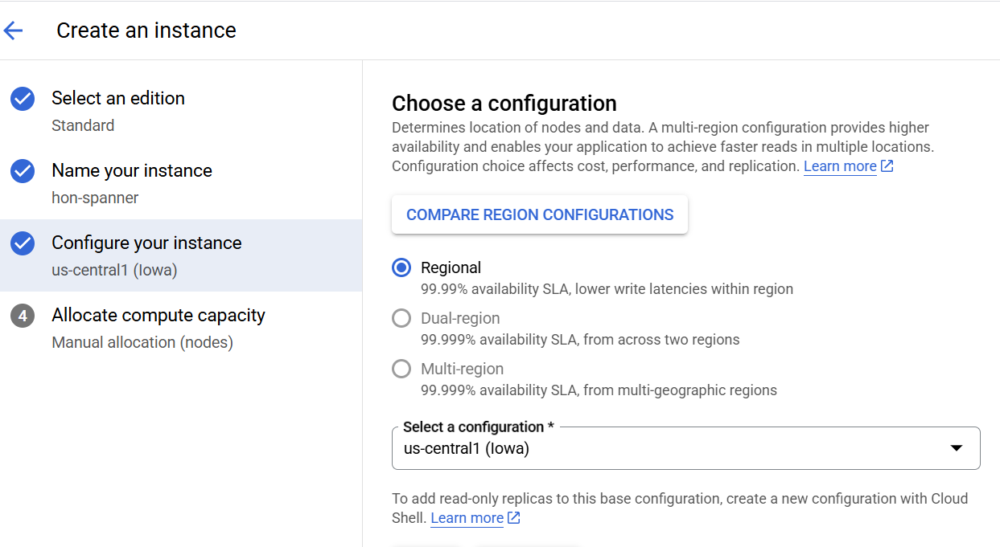 Create an instance
Select an edition
Standard
Name your instance
hon-spanner
Configure your instance
us-central1 (Iowa)
4
Allocate compute capacity
Manual allocation (nodes)
Choose a configuration
Determines location of nodes and data. A multi-region configuration provides higher
availability and enables your application to achieve faster reads in multiple locations.
Configuration choice affects cost, performance, and replication. Learn more
COMPARE REGION CONFIGURATIONS
Regional
99.99% availability SLA, lower write latencies within region
Dual-region
99.999% availability SLA, from across two regions
Multi-region
99.999% availability SLA, from multi-geographic regions
Select a configuration *
us-central1 (Iowa)
To add read-only replicas to this base configuration, create a new configuration with Cloud
Shell. Learn more